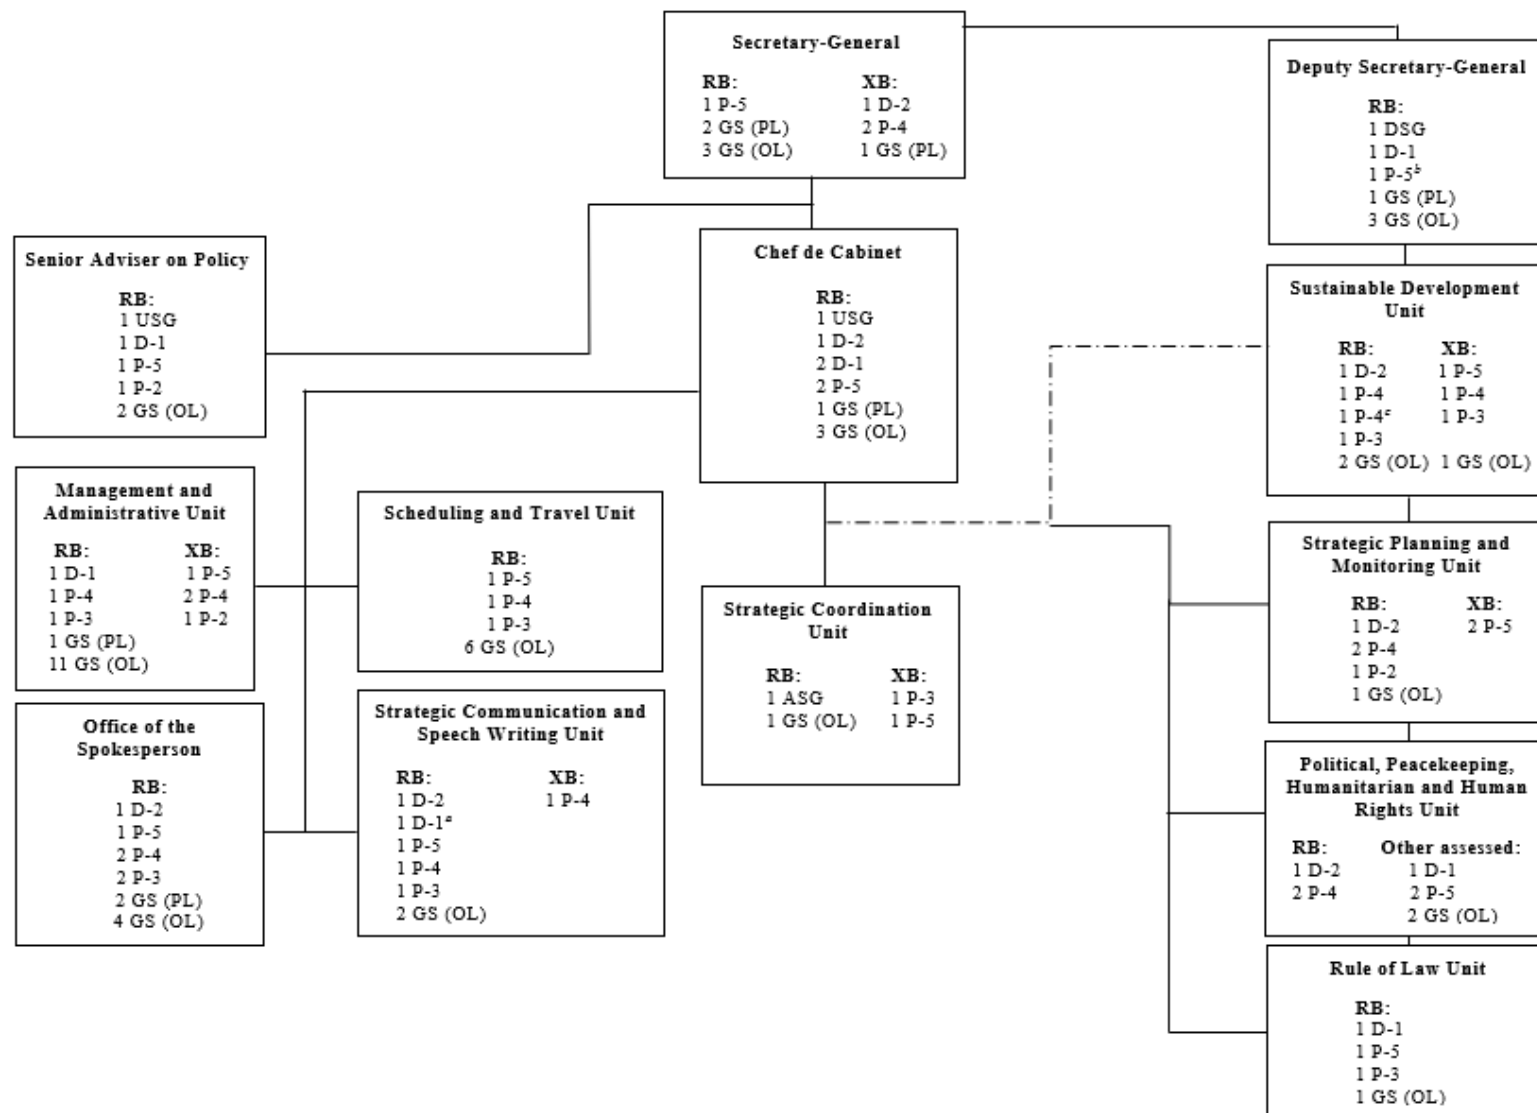 Secretary-General
RB: XB:
1 P-5 1 D-2
2 GS (PL) 2 P-4
3 GS (OL) 1 GS (PL)
Deputy Secretary-General
RB:
1 DSG
1 D-1
1 P-5ᵇ
1 GS (PL)
3 GS (OL)
Senior Adviser on Policy
RB:
1 USG
1 D-1
1 P-5
1 P-2
2 GS (OL)
Chef de Cabinet
RB:
1 USG
1 D-2
2 D-1
2 P-5
1 GS (PL)
3 GS (OL)
Sustainable Development
Unit
RB: XB:
1 D-2 1 P-5
1 P-4 1 P-4
1 P-4ᶜ 1 P-3
1 P-3
2 GS (OL) 1 GS (OL)
Management and
Administrative Unit
RB: XB:
1 D-1 1 P-5
1 P-4 2 P-4
1 P-3 1 P-2
1 GS (PL)
11 GS (OL)
Scheduling and Travel Unit
RB:
1 P-5
1 P-4
1 P-3
6 GS (OL)
Strategic Coordination
Unit
RB: XB:
1 ASG 1 P-3
1 GS (OL) 1 P-5
Strategic Planning and
Monitoring Unit
RB: XB:
1 D-2 2 P-5
2 P-4
1 P-2
1 GS (OL)
Office of the
Spokesperson
RB:
1 D-2
1 P-5
2 P-4
2 P-3
2 GS (PL)
4 GS (OL)
Strategic Communication and
Speech Writing Unit
RB: XB:
1 D-2 1 P-4
1 D-1ᵃ
1 P-5
1 P-4
1 P-3
2 GS (OL)
Political, Peacekeeping,
Humanitarian and Human
Rights Unit
RB: Other assessed:
1 D-2 1 D-1
2 P-4 2 P-5
2 GS (OL)
Rule of Law Unit
RB:
1 D-1
1 P-5
1 P-3
1 GS (OL)